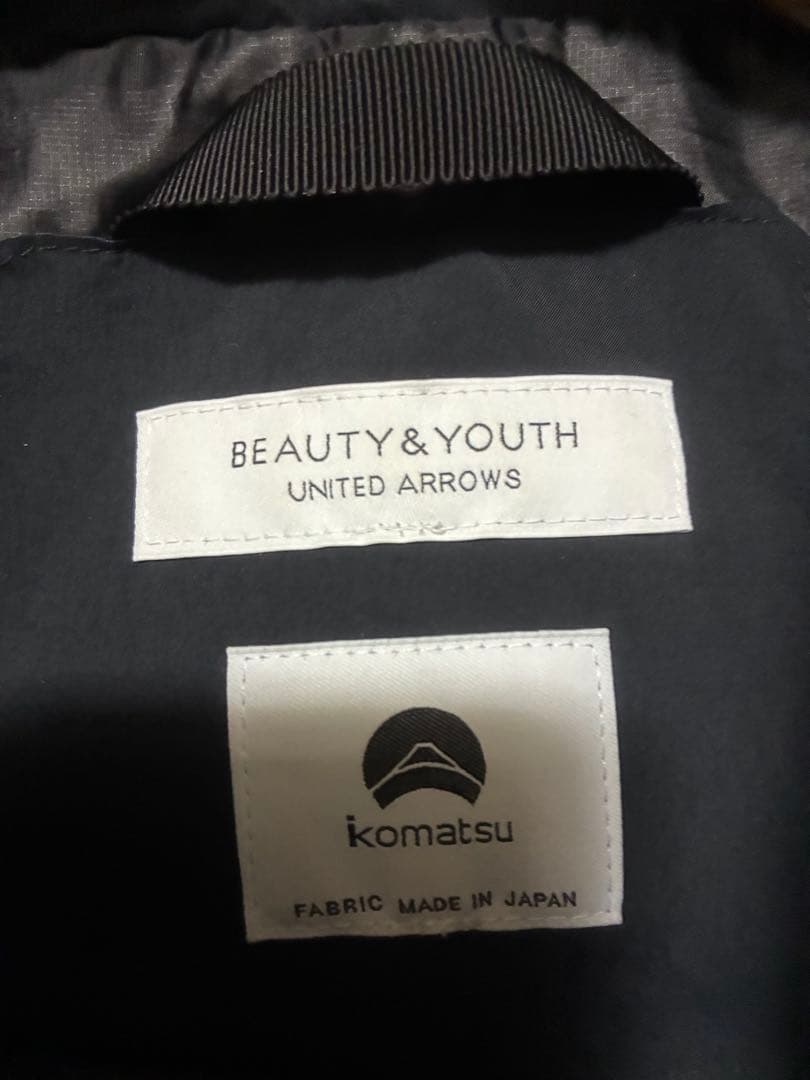 BEAUTY&YOUTH
UNITED ARROWS
komatsu
FABRIC MADE IN JAPAN